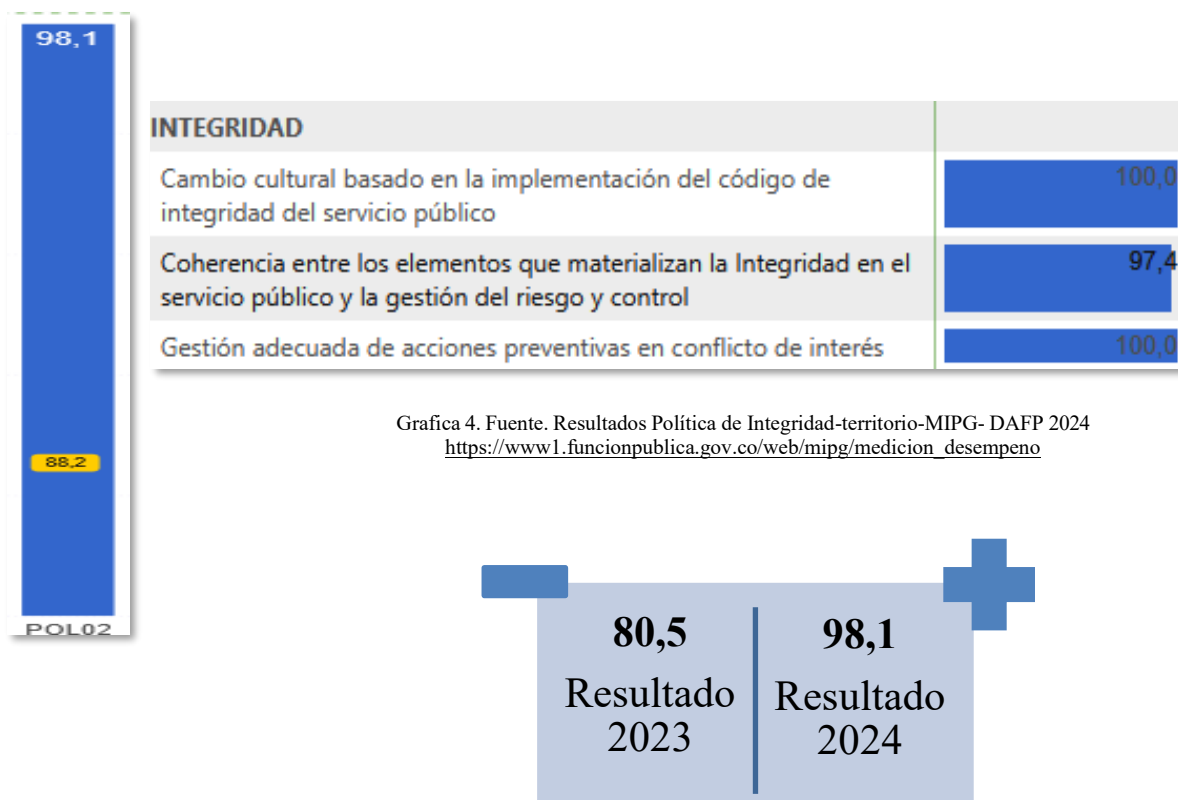 98,1
88,2
POL02
INTEGRIDAD
Cambio cultural basado en la implementación del código de
integridad del servicio público
100,0
Coherencia entre los elementos que materializan la Integridad en el
servicio público y la gestión del riesgo y control
97,4
Gestión adecuada de acciones preventivas en conflicto de interés
100,0
Grafica 4. Fuente. Resultados Política de Integridad-territorio-MIPG- DAFP 2024
https://www1.funcionpublica.gov.co/web/mipg/medicion_desempeno
80,5
Resultado
2023
98,1
Resultado
2024